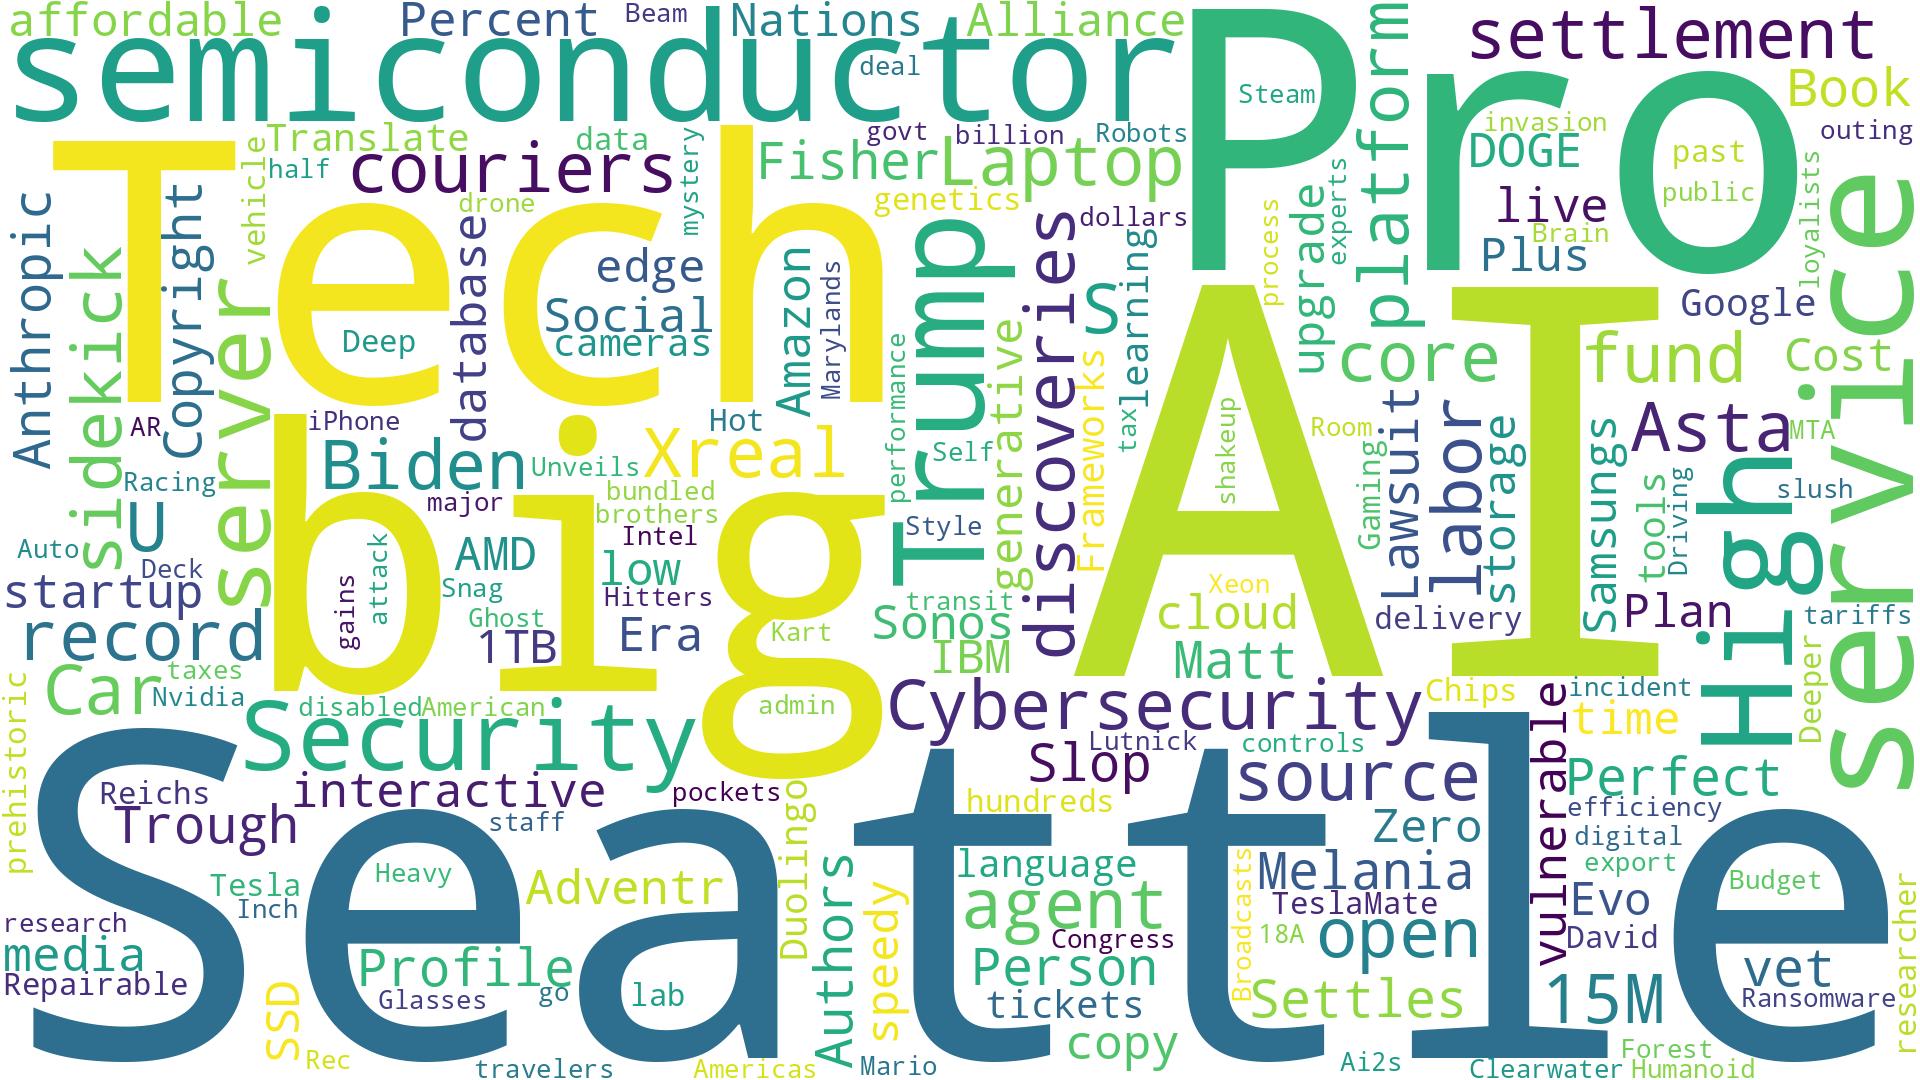 affordable
Percent
Beam
Nations
Alliance
semiconductor
deal
Pro
Steam
platform
settlement
Book
outing
invasion
DOGE
past
public
live
Brain
Plus
loyalists
service
Translate
half
vehicle
couriers
data
mystery
drone
Fisher
govt
billion
Robots
Laptop
genetics
dollars
Tech
Anthropic
sidekick
Copyright
server
Deep
database
edge
Social
cameras
Amazon
Marylands
Trump
performance
generative
discoveries
S
learning
tax
Frameworks
process
upgrade
experts
Google
core
fund
Cost
AI
shakeup
Room
Gaming
Lawsuit
labor
storage
Samsungs
Asta
MTA
tools
Driving
High
slush
tariffs
Deeper
AR
iPhone
Racing
U
Auto
Deck
startup
record
Biden
Unveils
Xreal
Hot
major
bundled
brothers
big
gains
attack
AMD
Snag
Ghost
1TB
low
Intel
Hitters
Era
Kart
admin
Self
Style
transit
Sonos
IBM
Xeon
cloud
Matt
delivery
Plan
Car
taxes
Nvidia
prehistoric
disabled
American
Security
Cybersecurity
Chips
incident
time
vulnerable
Seattle
Reichs
Trough
interactive
staff
pockets
Lutnick
Slop
controls
source
hundreds
Perfect
efficiency
digital
export
Zero
Budget
Tesla
Inch
Heavy
Adventr
Duolingo
Authors
speedy
language
agent
Congress
Person
tickets
copy
Broadcasts
Melania
TeslaMate
18A
open
Settles
Evo
David
15M
vet
Ransomware
researcher
research
media
Repairable
SSD
Rec
Profile
Glasses
go
lab
travelers
Americas
Mario
Ai2s
Clearwater
Forest
Humanoid